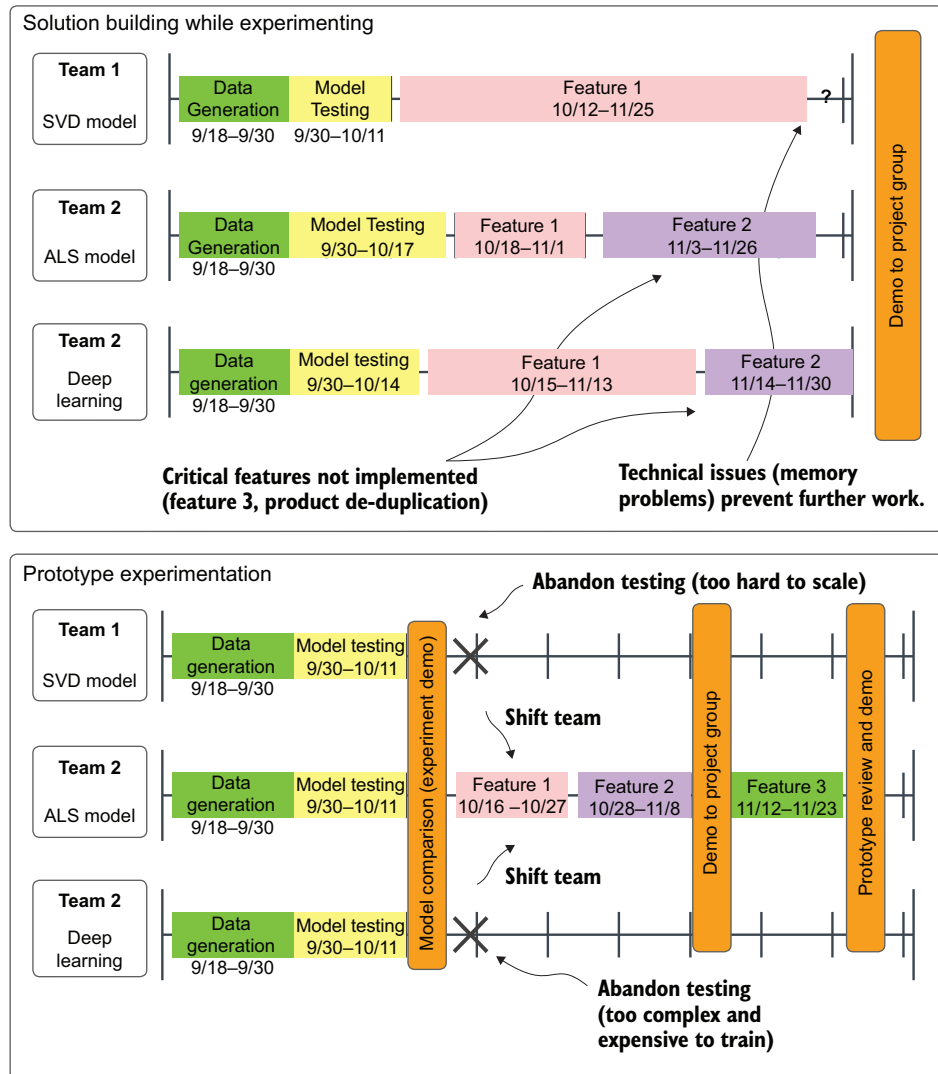 Solution building while experimenting
Team 1
SVD model
Data
Generation
9/18–9/30
Model
Testing
9/30–10/11
Feature 1
10/12–11/25
?
Team 2
ALS model
Data
Generation
9/18–9/30
Model Testing
9/30–10/17
Feature 1
10/18–11/1
Feature 2
11/3–11/26
Team 2
Deep
learning
Data
generation
9/18–9/30
Model testing
9/30–10/14
Feature 1
10/15–11/13
Feature 2
11/14–11/30
Demo to project group
Critical features not implemented
(feature 3, product de-duplication)
Technical issues (memory
problems) prevent further work.
Prototype experimentation
Abandon testing (too hard to scale)
Team 1
SVD model
Data
generation
9/18–9/30
Model testing
9/30–10/11
Model comparison (experiment demo)
Shift team
Team 2
ALS model
Data
generation
9/18–9/30
Model testing
9/30–10/11
Feature 1
10/16 –10/27
Feature 2
10/28–11/8
Demo to project group
Feature 3
11/12–11/23
Prototype review and demo
Shift team
Team 2
Deep
learning
Data
generation
9/18–9/30
Model testing
9/30–10/11
Abandon testing
(too complex and
expensive to train)